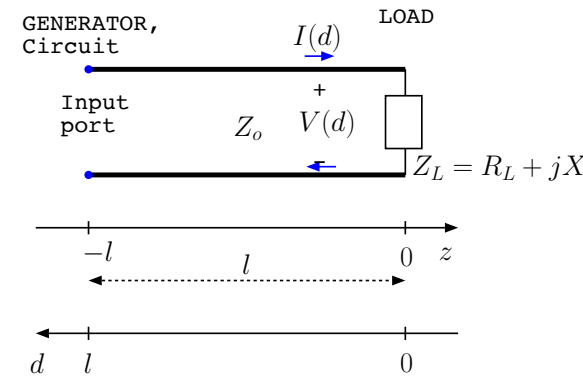 GENERATOR,
Circuit
LOAD
I(d)
+
Input
port
Z_o
V(d)
-
Z_L = R_L + jX
-l
0
z
l
d
l
0